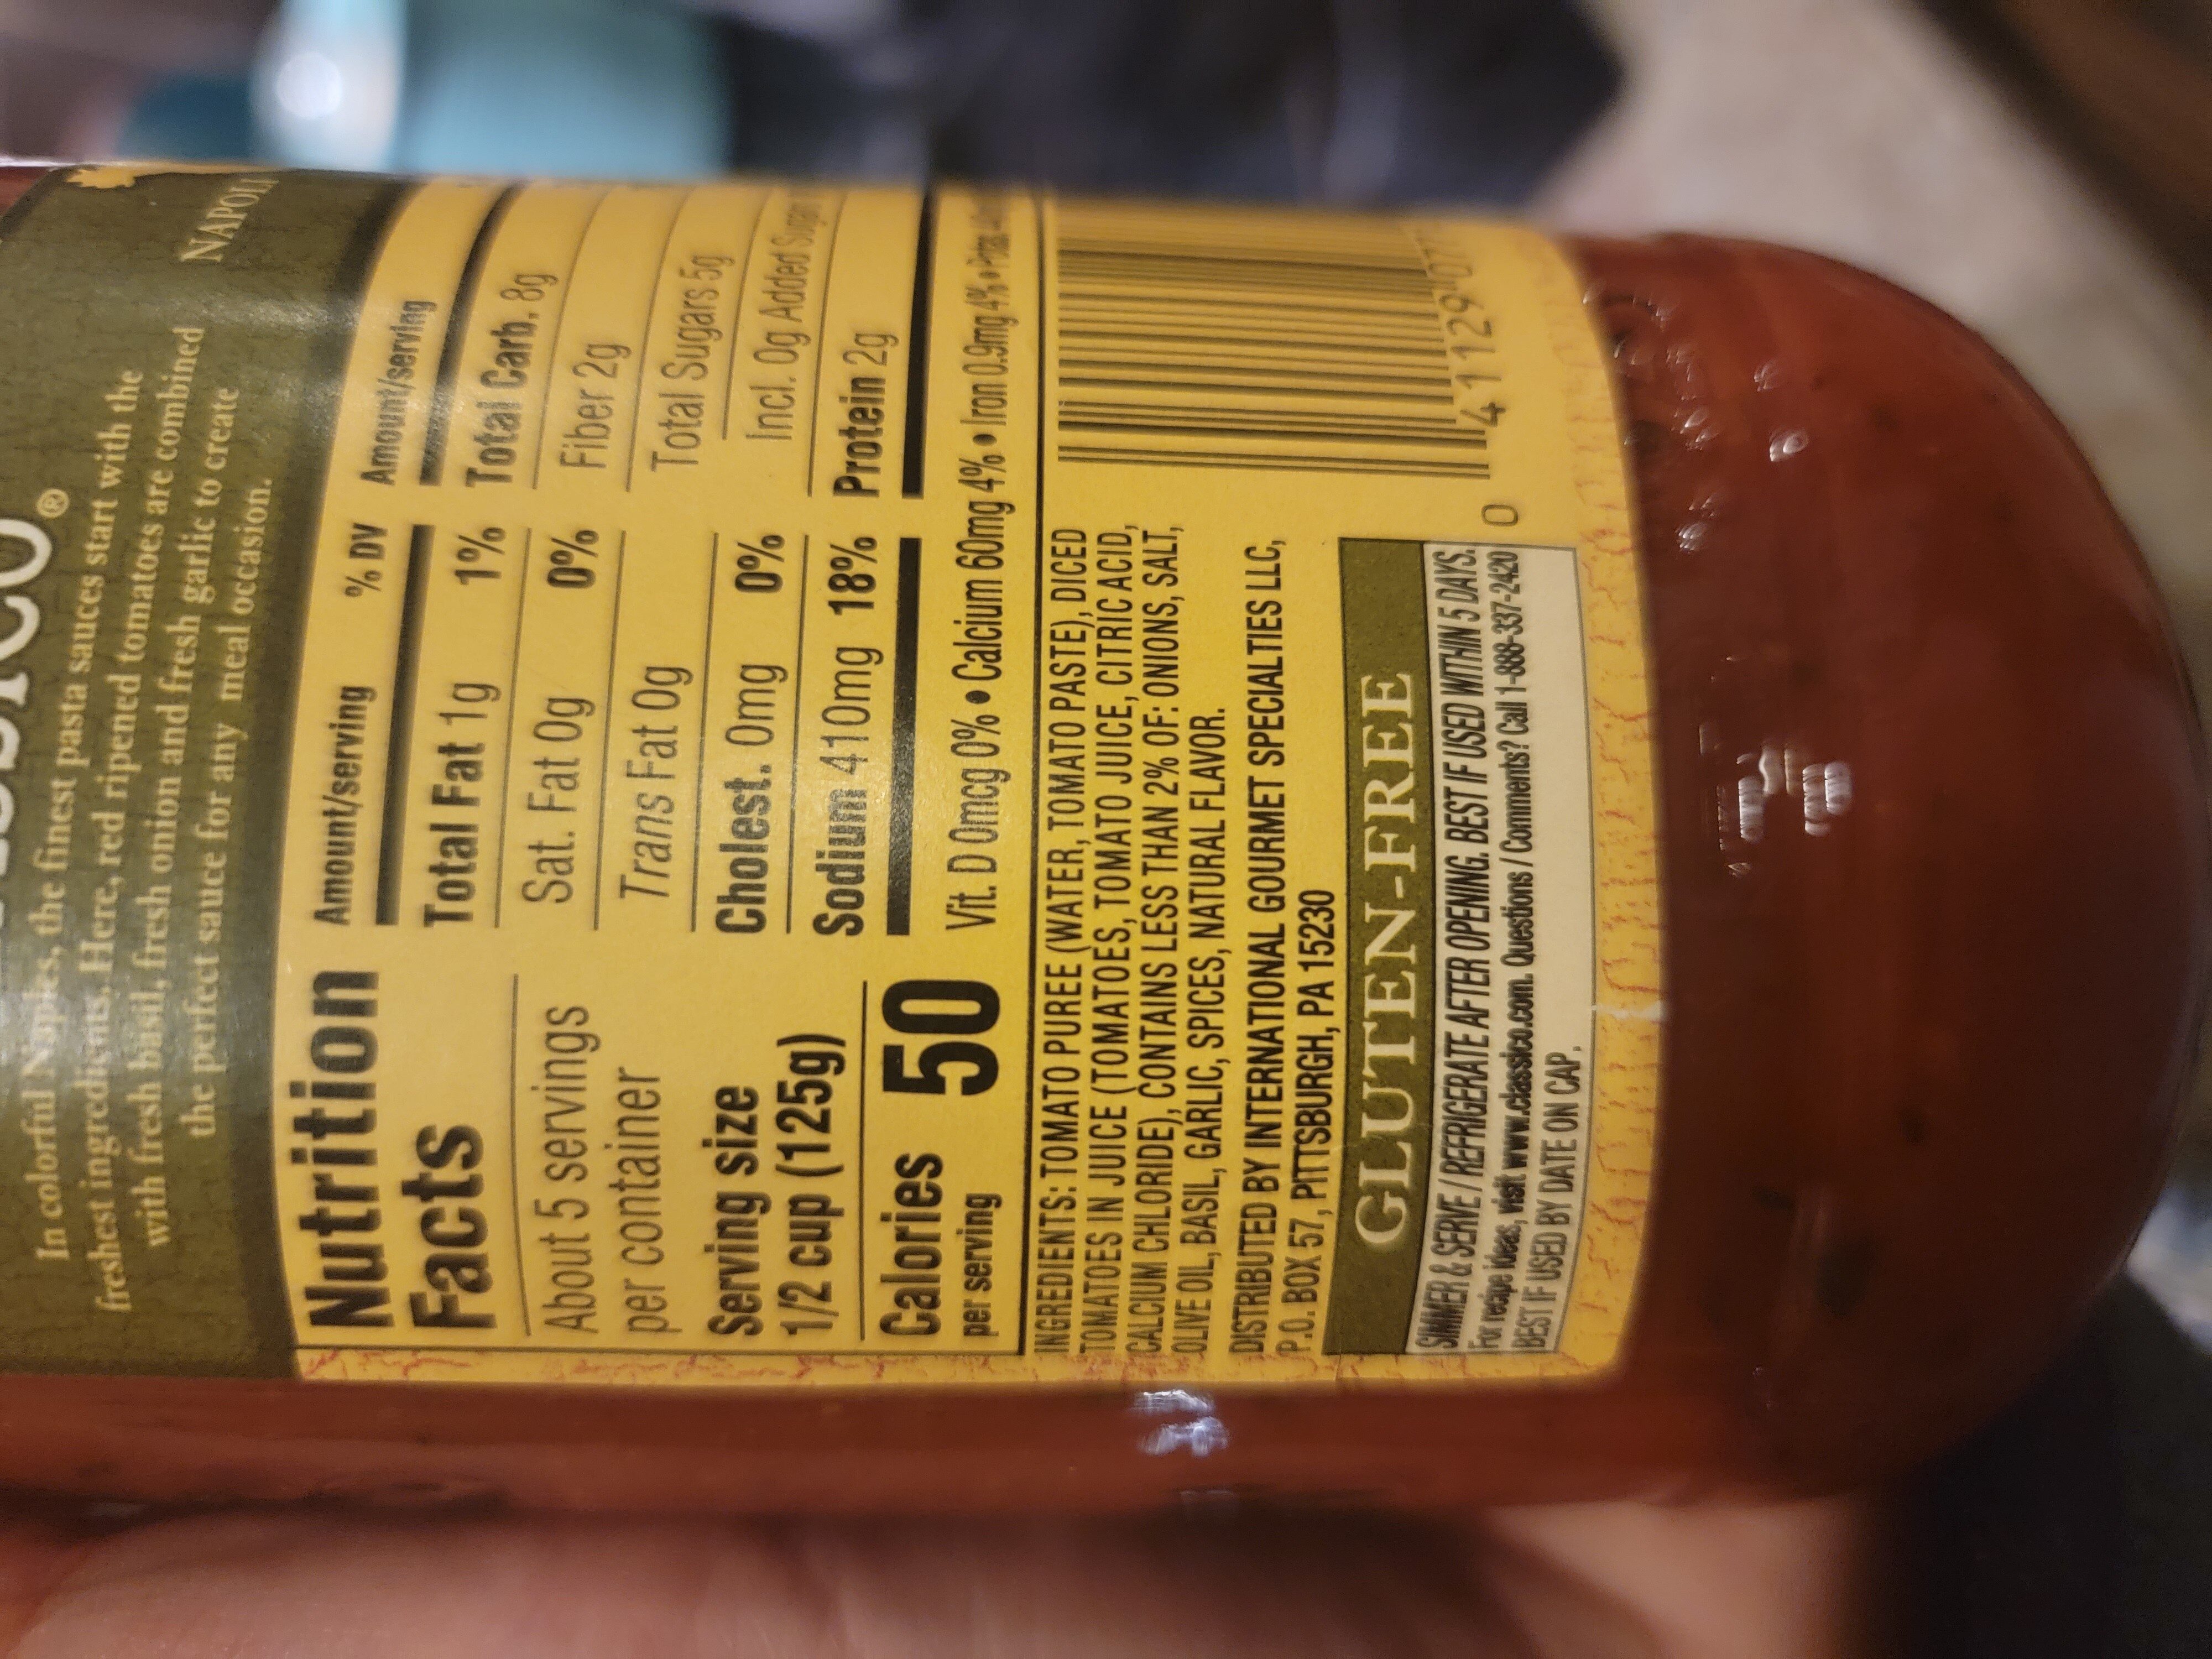 ®
In colorful Naples, the finest pasta sauces start with the
freshest ingredients. Here, red ripened tomatoes are combined
with fresh basil, fresh onion and fresh garlic to create
the perfect sauce for any meal occasion.
NAPOLI
Nutrition
Facts
About 5 servings
per container
Serving size
1/2 cup (125g)
Calories 50
per serving
Amount/serving % DV
Total Fat 1g 1%
Sat. Fat 0g 0%
Trans Fat 0g
Cholest. 0mg 0%
Sodium 410mg 18%
Amount/serving
Total Carb. 8g
Fiber 2g
Total Sugars 5g
Incl. 0g Added Sugars
Protein 2g
Vit. D 0mcg 0% • Calcium 60mg 4% • Iron 0.9mg 4% •
INGREDIENTS: TOMATO PUREE (WATER, TOMATO PASTE), DICED
TOMATOES IN JUICE (TOMATOES, TOMATO JUICE, CITRIC ACID,
CALCIUM CHLORIDE), CONTAINS LESS THAN 2% OF: ONIONS, SALT,
OLIVE OIL, BASIL, GARLIC, SPICES, NATURAL FLAVOR.
DISTRIBUTED BY INTERNATIONAL GOURMET SPECIALTIES LLC,
P.O. BOX 57, PITTSBURGH, PA 15230
GLUTEN-FREE
SIMMER & SERVE / REFRIGERATE AFTER OPENING. BEST IF USED WITHIN 5 DAYS.
For recipe ideas, visit www.classico.com. Questions / Comments? Call 1-888-337-2420
BEST IF USED BY DATE ON CAP.
0 41129 077